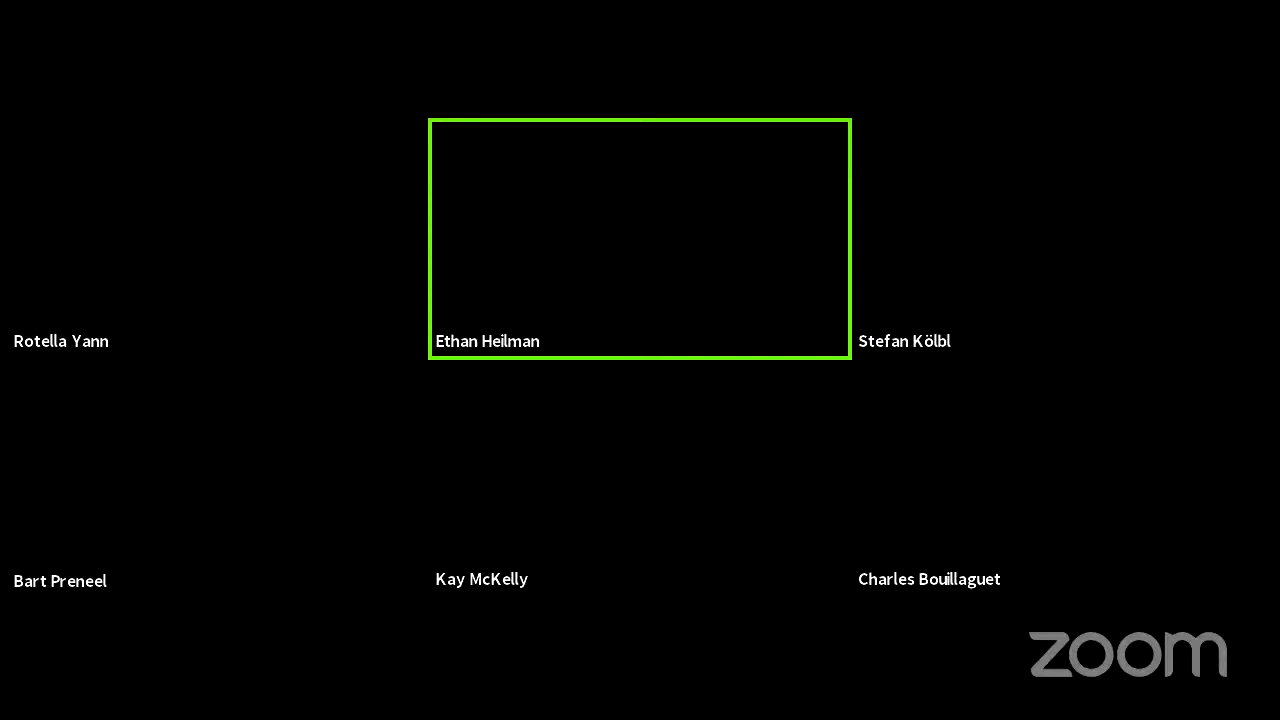 Rotella Yann
Ethan Heilman
Stefan Kölbl
Bart Preneel
Kay McKelly
Charles Bouillaguet
zoom